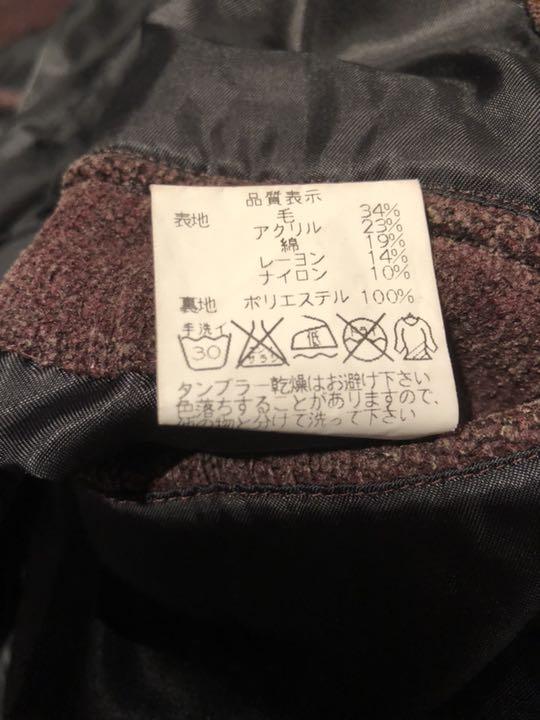 品質表示
表地 毛 34%
アクリル 23%
綿 19%
レーヨン 14%
ナイロン 10%
裏地 ポリエステル 100%
手洗イ 30 低
タンブラー乾燥はお避け下さい
色落ちすることがありますので、
他の物と分けて洗って下さい